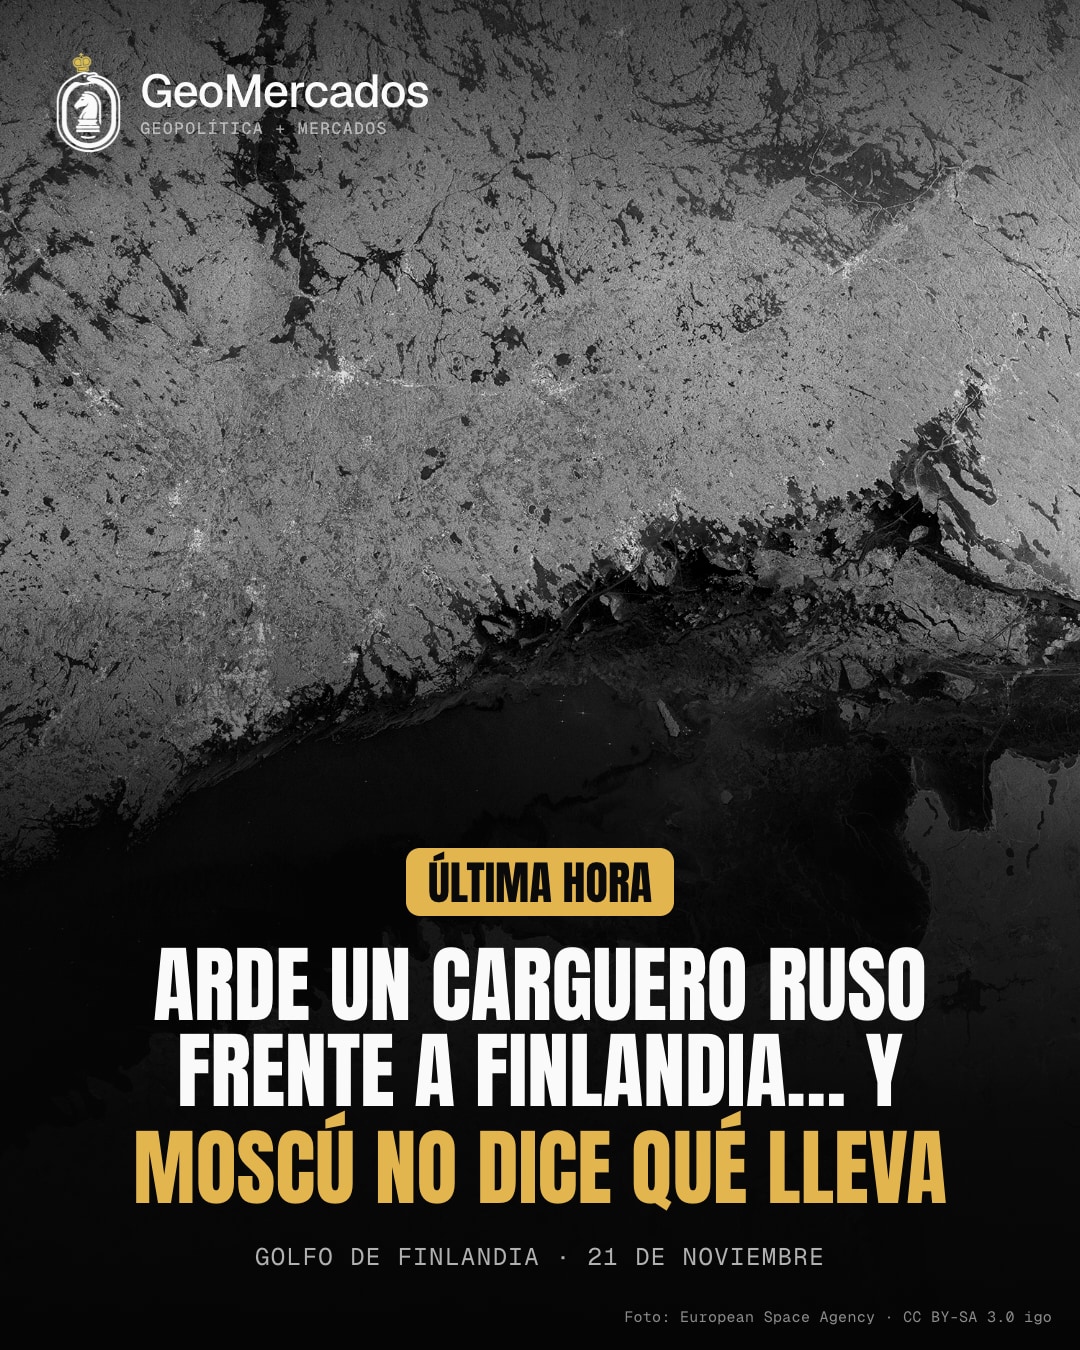 GeoMercados
GEOPOLÍTICA + MERCADOS
ÚLTIMA HORA
ARDE UN CARGUERO RUSO
FRENTE A FINLANDIA... Y
MOSCÚ NO DICE QUÉ LLEVA
GOLFO DE FINLANDIA · 21 DE NOVIEMBRE
Foto: European Space Agency · CC BY-SA 3.0 igo